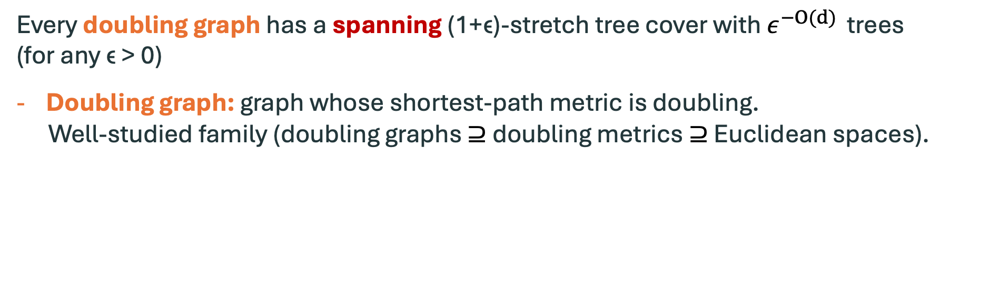 Every doubling graph has a spanning (1+ϵ)-stretch tree cover with ϵ^{−O(d)} trees
(for any ϵ > 0)
- Doubling graph: graph whose shortest-path metric is doubling.
Well-studied family (doubling graphs ⊇ doubling metrics ⊇ Euclidean spaces).